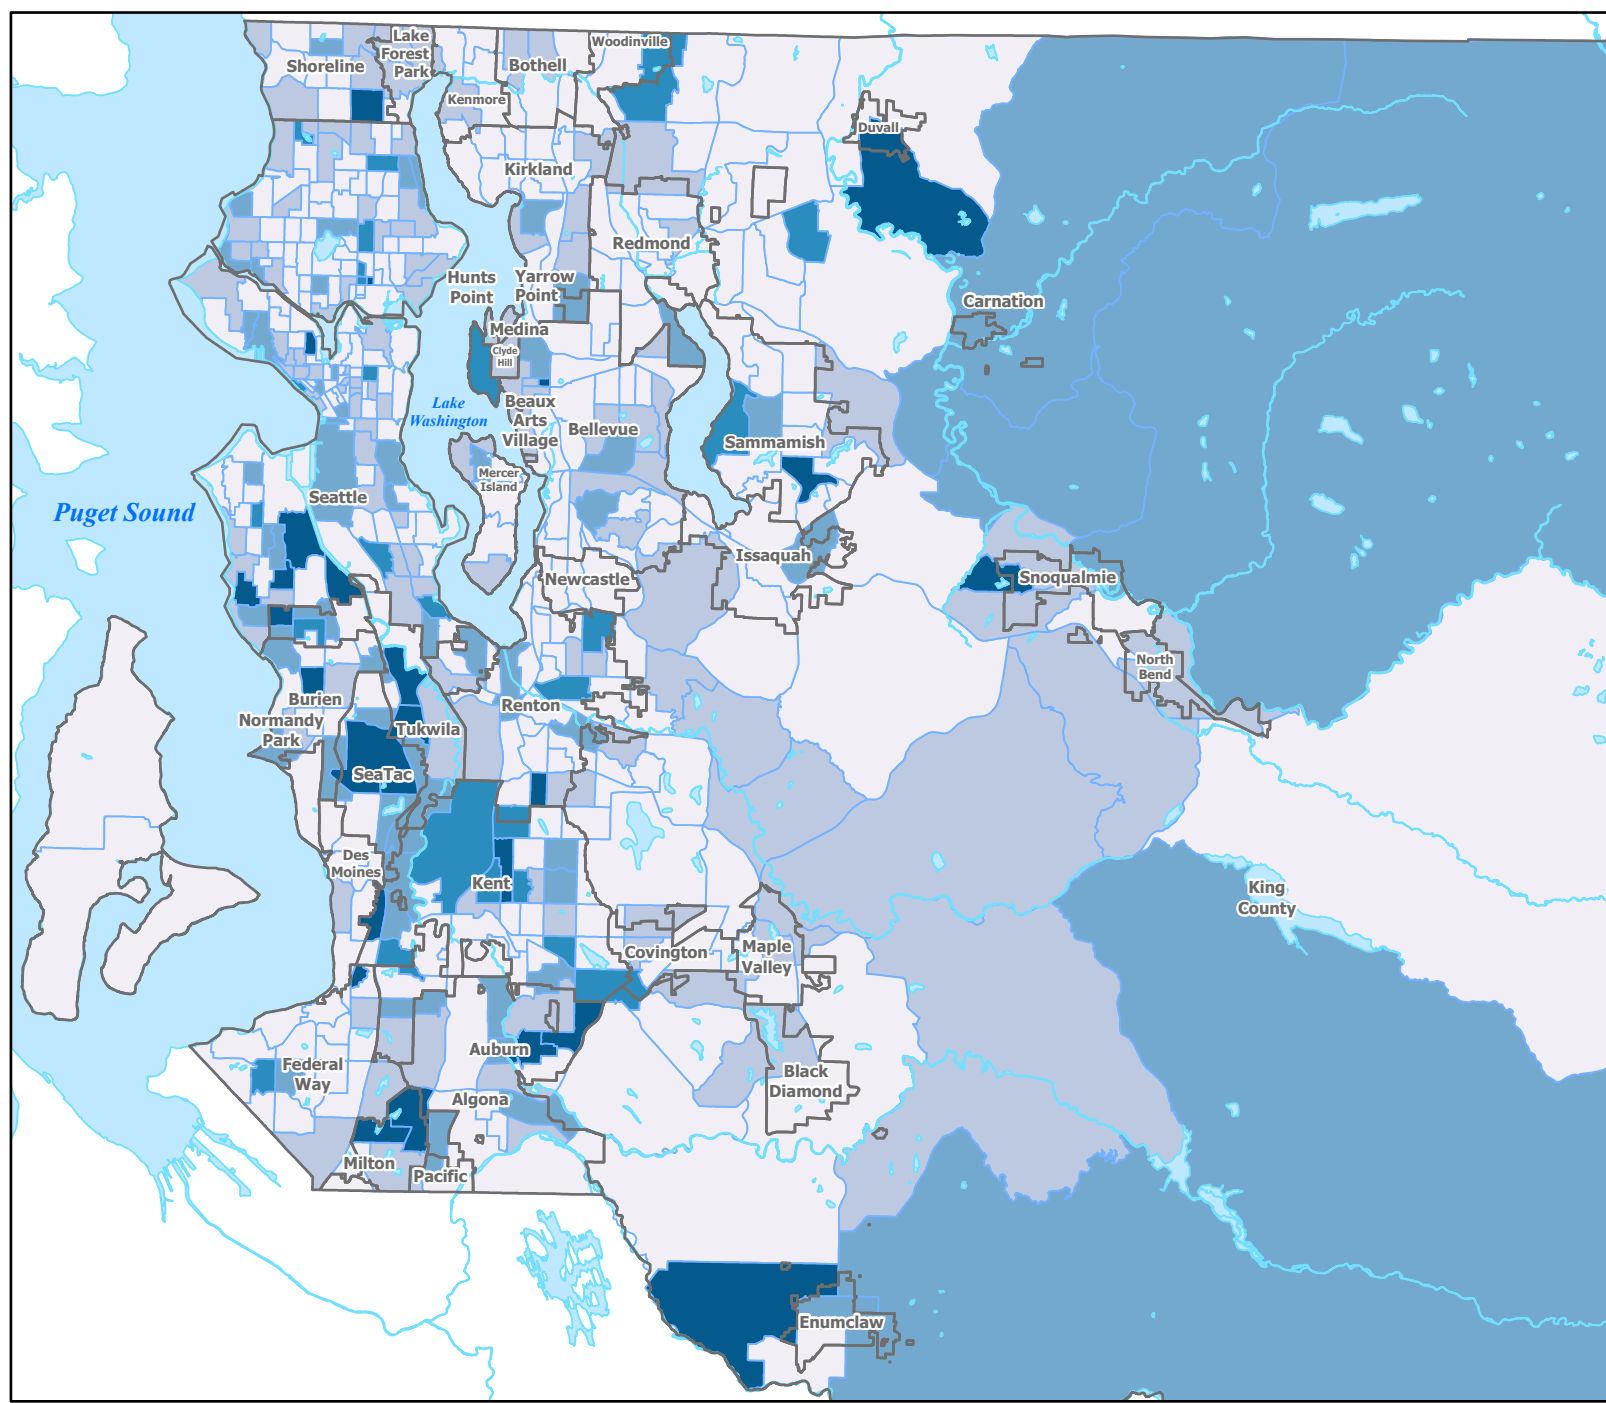 Lake
Forest
Park
Shoreline
Bothell
Woodinville
Kenmore
Duvall
Kirkland
Redmond
Hunts
Point
Yarrow
Point
Carnation
Medina
Clyde
Hill
Lake
Washington
Beaux
Arts
Village
Bellevue
Sammamish
Mercer
Island
Seattle
Puget Sound
Issaquah
Newcastle
Snoqualmie
North
Bend
Burien
Normandy
Park
Renton
Tukwila
SeaTac
Des
Moines
Kent
King
County
Covington
Maple
Valley
Auburn
Federal
Way
Black
Diamond
Algona
Milton
Pacific
Enumclaw